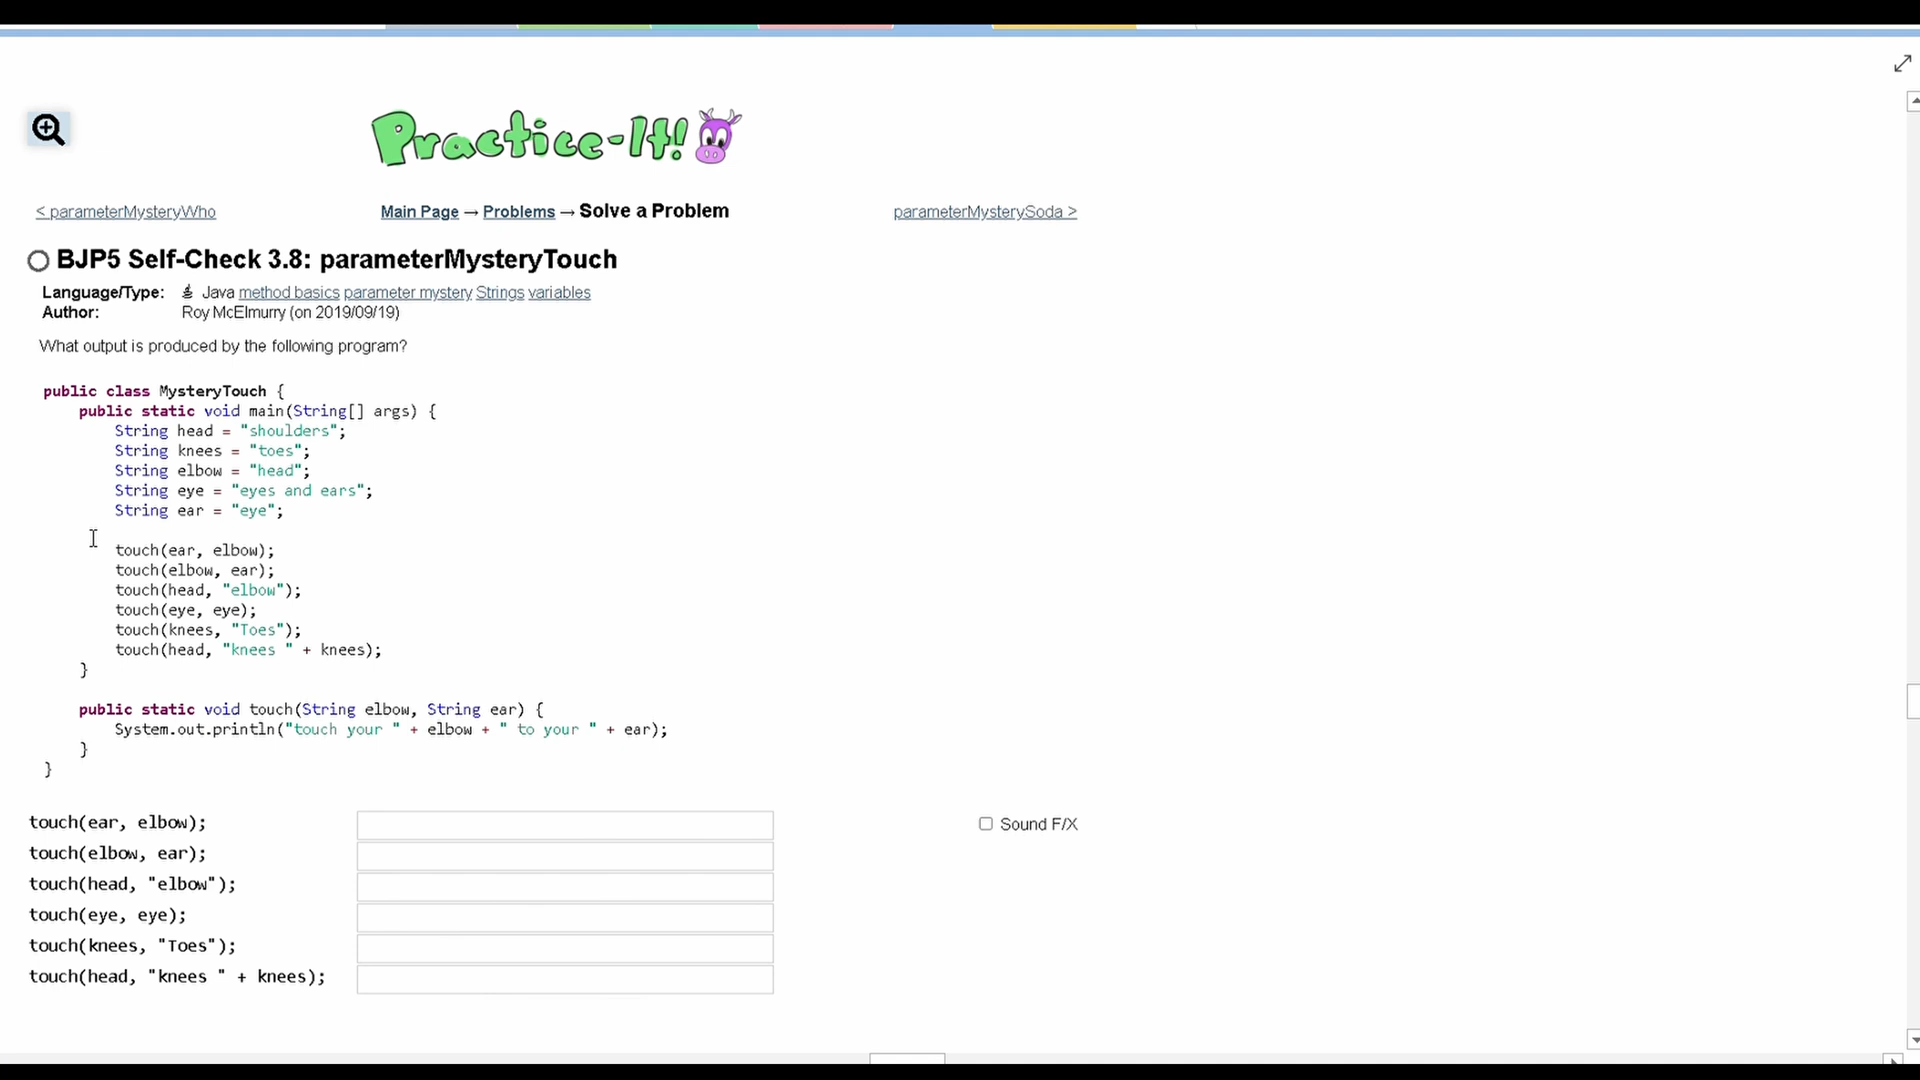 Practice-It!
< parameterMysteryWho Main Page → Problems → Solve a Problem parameterMysterySoda >
BJP5 Self-Check 3.8: parameterMysteryTouch
Language/Type: Java method basics parameter mystery Strings variables
Author: Roy McElmurry (on 2019/09/19)
What output is produced by the following program?
public class MysteryTouch {
    public static void main(String[] args) {
        String head = "shoulders";
        String knees = "toes";
        String elbow = "head";
        String eye = "eyes and ears";
        String ear = "eye";
        touch(ear, elbow);
        touch(elbow, ear);
        touch(head, "elbow");
        touch(eye, eye);
        touch(knees, "Toes");
        touch(head, "knees " + knees);
    }
    public static void touch(String elbow, String ear) {
        System.out.println("touch your " + elbow + " to your " + ear);
    }
}
touch(ear, elbow);
Sound F/X
touch(elbow, ear);
touch(head, "elbow");
touch(eye, eye);
touch(knees, "Toes");
touch(head, "knees " + knees);